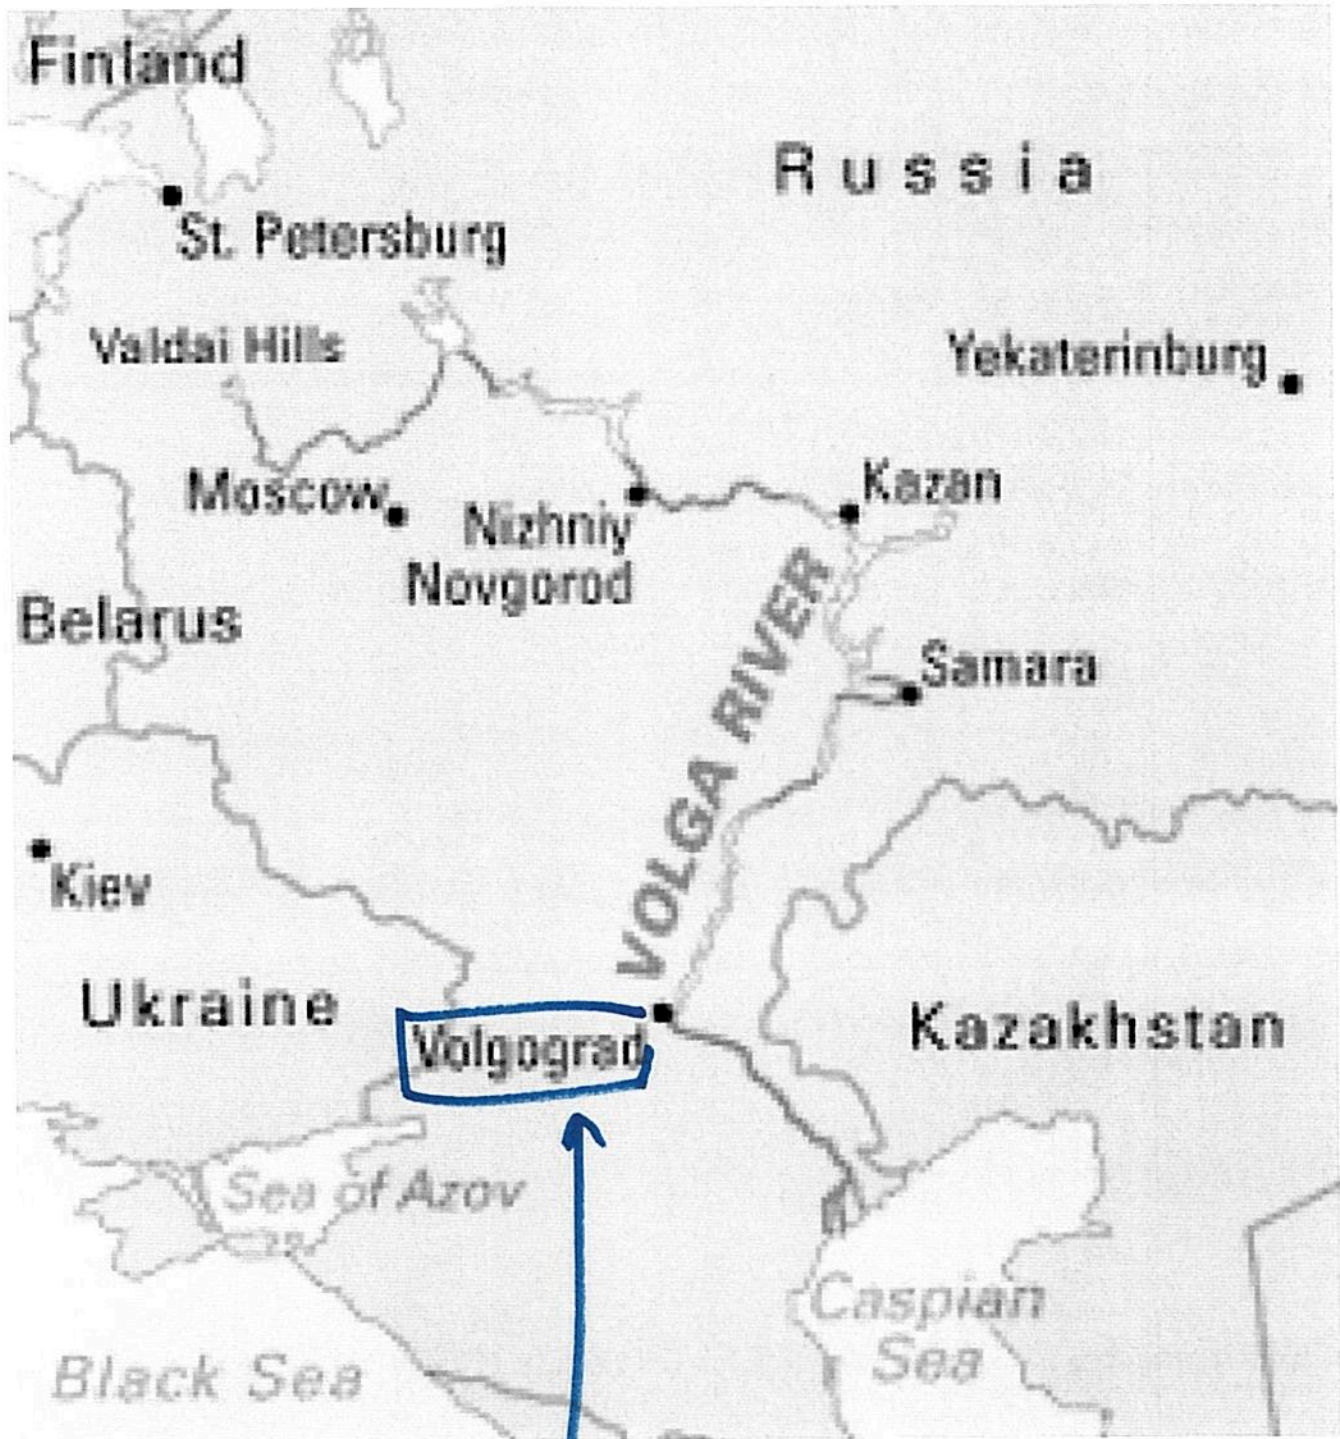 Finland
Russia
St. Petersburg
Valdai Hills
Yekaterinburg
Kazan
Moscow
Nizhniy
Novgorod
Belarus
Samara
VOLGA RIVER
Kiev
Ukraine
Volgograd
Kazakhstan
Sea of Azov
Caspian
Sea
Black Sea